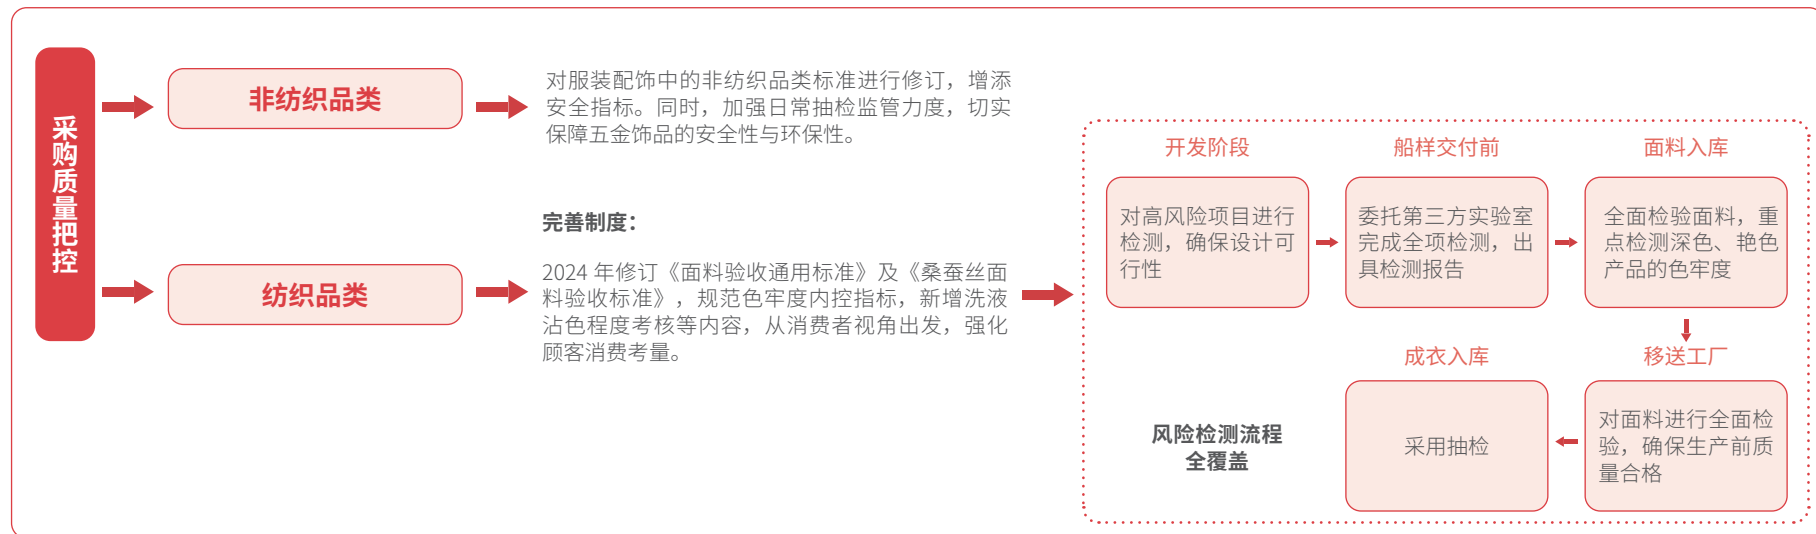 采购质量把控
非纺织品类
对服装配饰中的非纺织品类标准进行修订，增添
安全指标。同时，加强日常抽检监管力度，切实
保障五金饰品的安全性与环保性。
纺织品类
完善制度：
2024 年修订《面料验收通用标准》及《桑蚕丝面
料验收标准》，规范色牢度内控指标，新增洗液
沾色程度考核等内容，从消费者视角出发，强化
顾客消费考量。
开发阶段
对高风险项目进行
检测，确保设计可
行性
船样交付前
委托第三方实验室
完成全项检测，出
具检测报告
面料入库
全面检验面料，重
点检测深色、艳色
产品的色牢度
移送工厂
对面料进行全面检
验，确保生产前质
量合格
成衣入库
采用抽检
风险检测流程
全覆盖